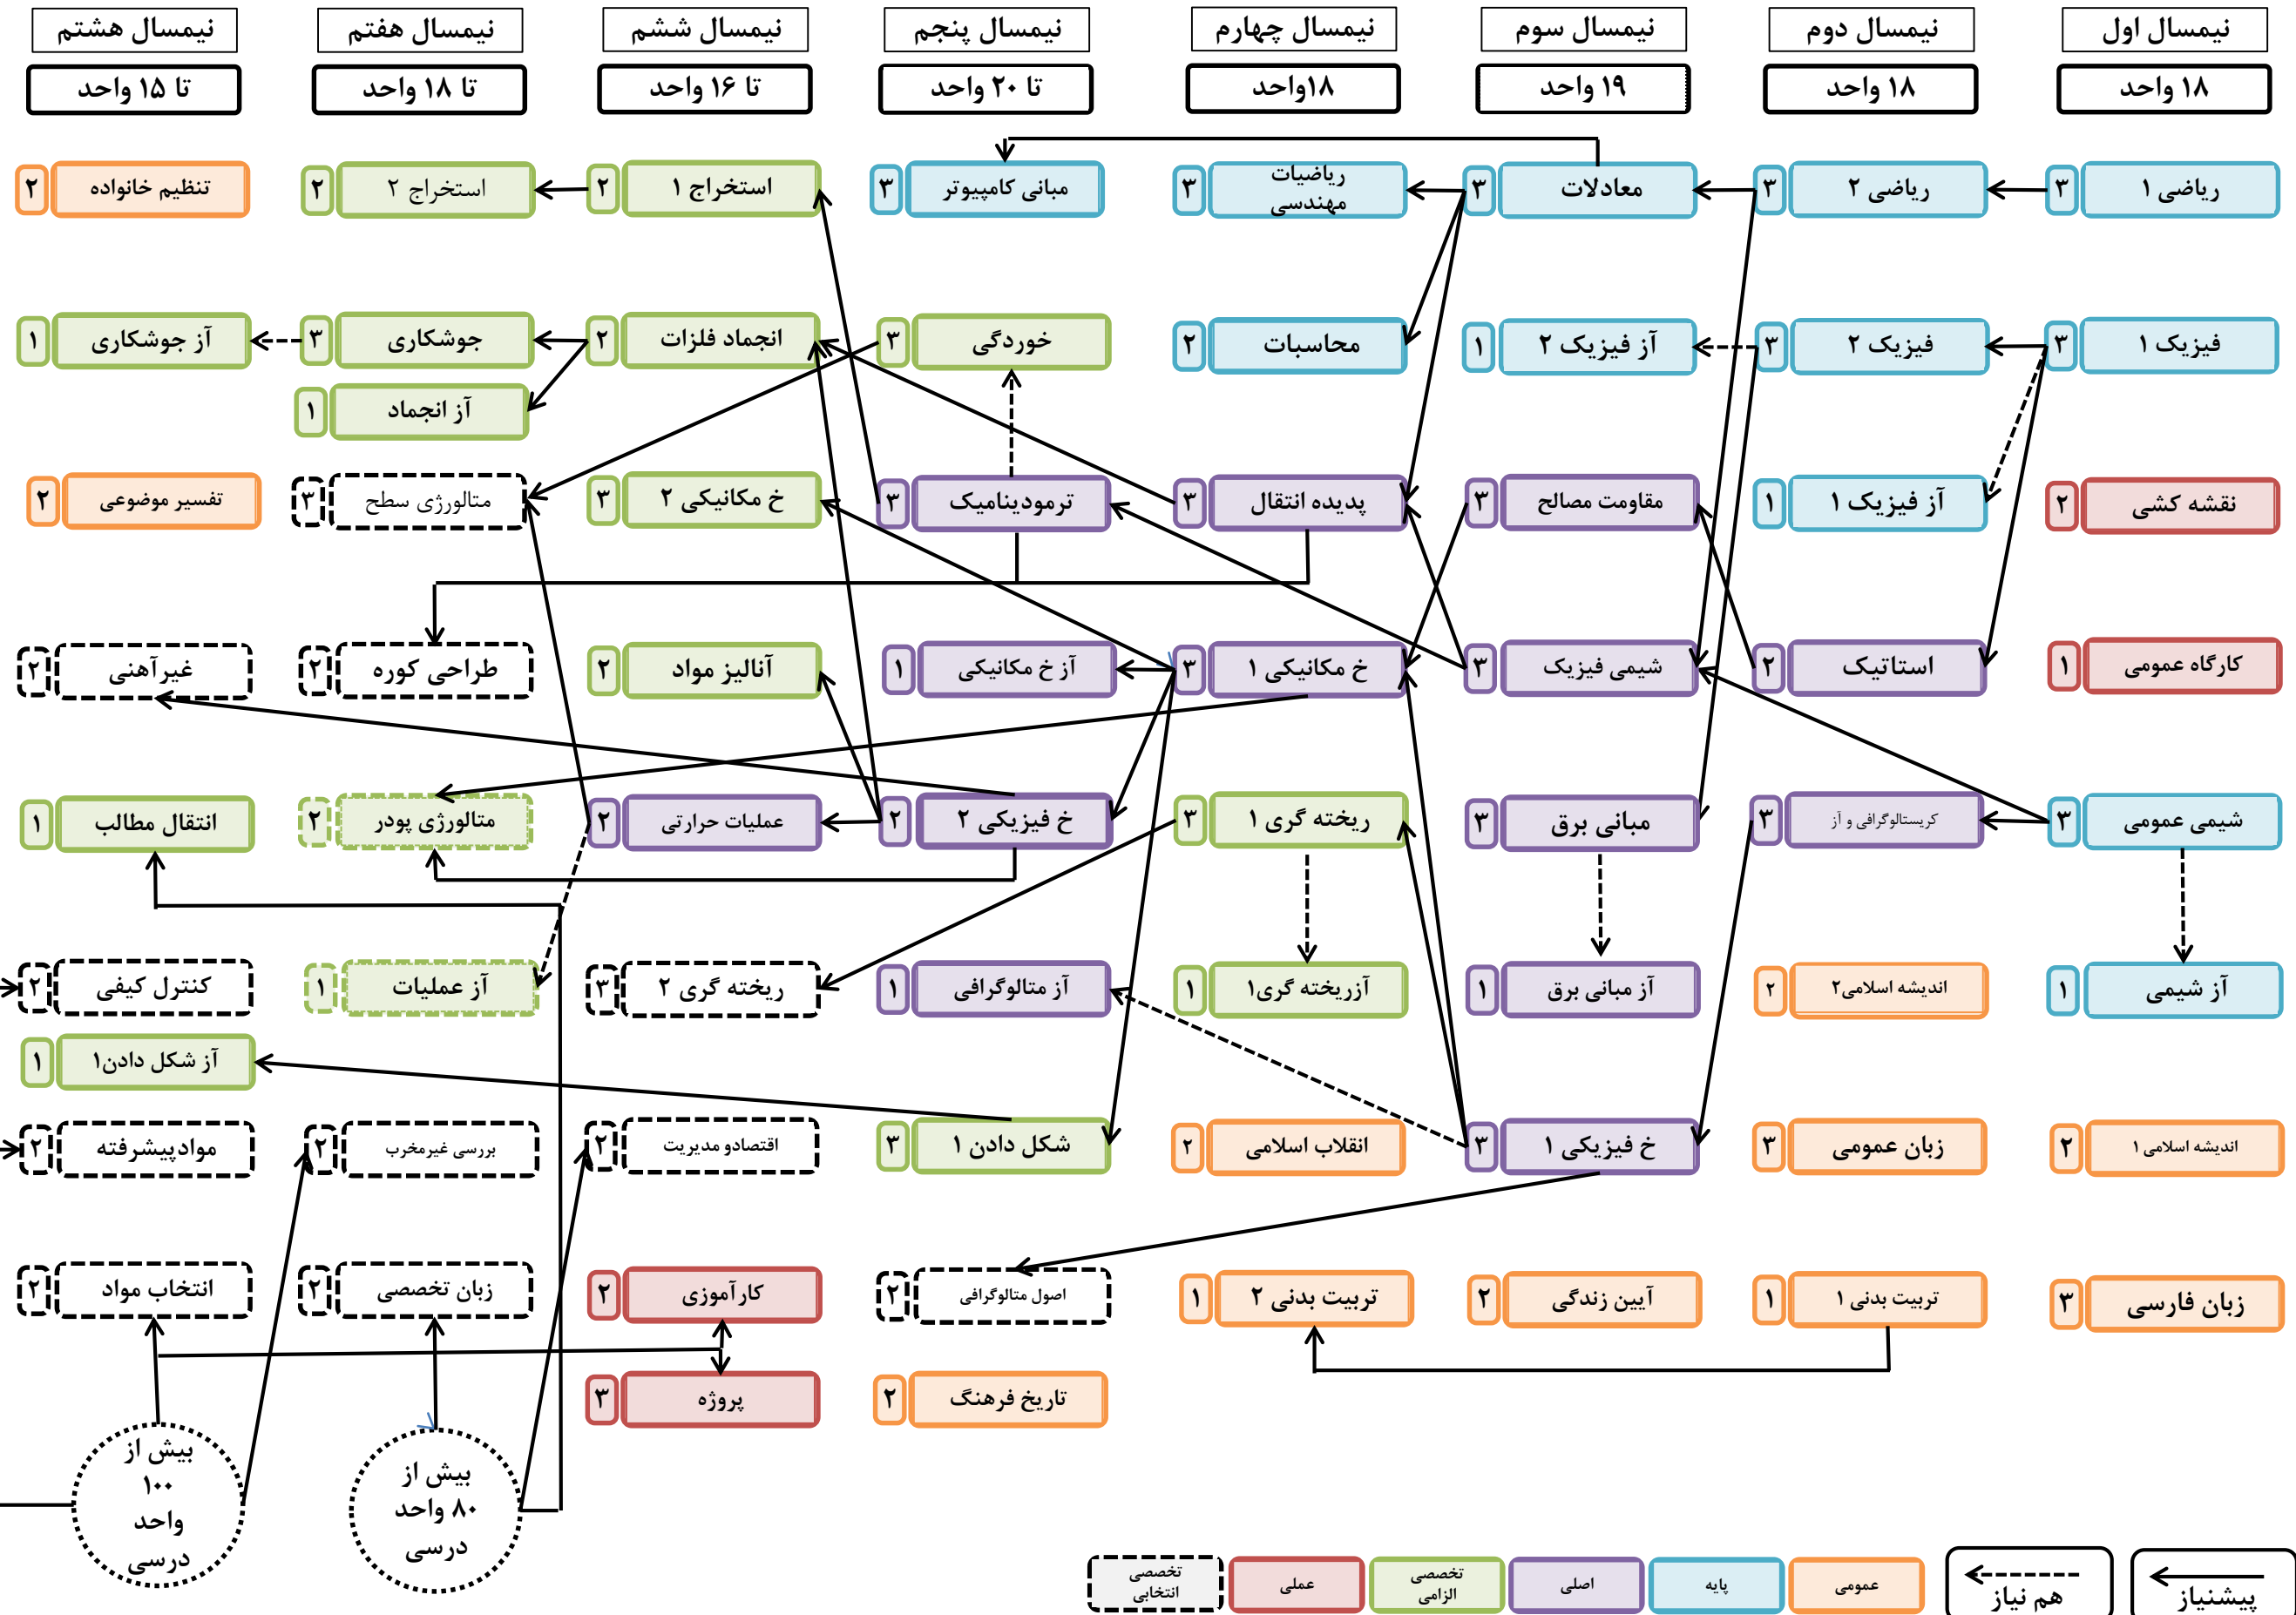 نیمسال اول
نیمسال دوم
نیمسال سوم
نیمسال چهارم
نیمسال پنجم
نیمسال ششم
نیمسال هفتم
نیمسال هشتم
۱۸ واحد
۱۸ واحد
۱۹ واحد
۱۸واحد
تا ۲۰ واحد
تا ۱۶ واحد
تا ۱۸ واحد
تا ۱۵ واحد
ریاضی ۱
۳
ریاضی ۲
۳
معادلات
۳
ریاضیات
مهندسی
۳
مبانی کامپیوتر
۳
استخراج ۱
۲
استخراج ۲
۲
تنظیم خانواده
۲
فیزیک ۱
۳
فیزیک ۲
۳
آز فیزیک ۲
۱
محاسبات
۲
خوردگی
۳
انجماد فلزات
۲
جوشکاری
۳
آز جوشکاری
۱
آز انجماد
۱
نقشه کشی
۲
آز فیزیک ۱
۱
مقاومت مصالح
۳
پدیده انتقال
۳
ترمودینامیک
۳
خ مکانیکی ۲
۳
متالورژی سطح
۳
تفسیر موضوعی
۲
کارگاه عمومی
۱
استاتیک
۲
شیمی فیزیک
۳
خ مکانیکی ۱
۳
آز خ مکانیکی
۱
آنالیز مواد
۲
طراحی کوره
۲
غیرآهنی
۲
شیمی عمومی
۳
کریستالوگرافی و آز
۳
مبانی برق
۳
ریخته گری ۱
۳
خ فیزیکی ۲
۲
عملیات حرارتی
۲
متالورژی پودر
۲
انتقال مطالب
۱
آز شیمی
۱
اندیشه اسلامی۲
۲
آز مبانی برق
۱
آزریخته گری۱
۱
آز متالوگرافی
۱
ریخته گری ۲
۳
آز عملیات
۱
کنترل کیفی
۲
آز شکل دادن۱
۱
اندیشه اسلامی ۱
۲
زبان عمومی
۳
خ فیزیکی ۱
۳
انقلاب اسلامی
۲
شکل دادن ۱
۳
اقتصادو مدیریت
۲
بررسی غیرمخرب
۲
موادپیشرفته
۲
زبان فارسی
۳
تربیت بدنی ۱
۱
آیین زندگی
۲
تربیت بدنی ۲
۱
اصول متالوگرافی
۲
کارآموزی
۲
زبان تخصصی
۲
انتخاب مواد
۲
تاریخ فرهنگ
۲
پروژه
۳
بیش از
۸۰ واحد
درسی
بیش از
۱۰۰
واحد
درسی
پیشنیاز
هم نیاز
عمومی
پایه
اصلی
تخصصی
الزامی
عملی
تخصصی
انتخابی